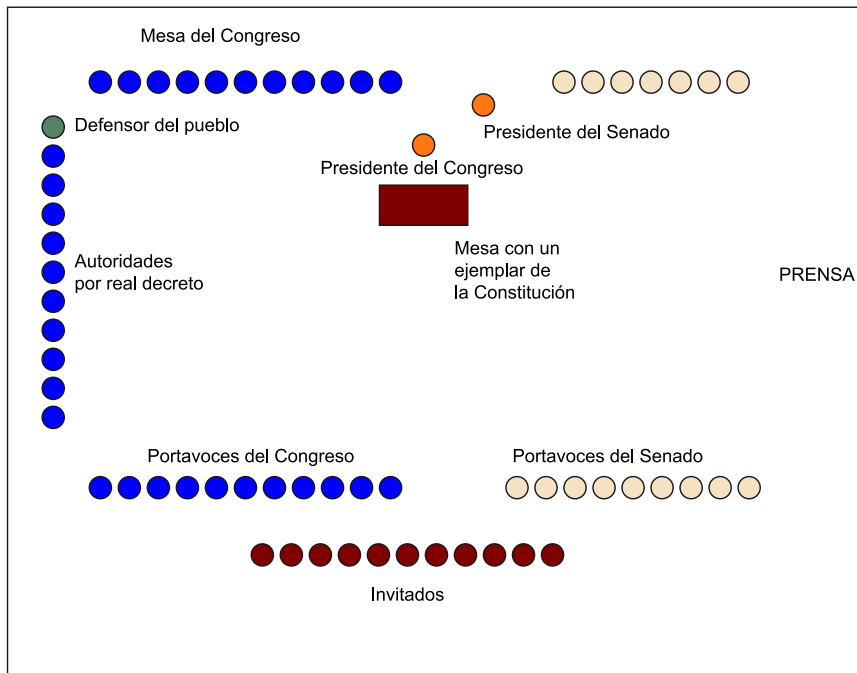 Mesa del Congreso
Defensor del pueblo
Presidente del Senado
Presidente del Congreso
Autoridades
por real decreto
Mesa con un
ejemplar de
la Constitución
PRENSA
Portavoces del Congreso
Portavoces del Senado
Invitados